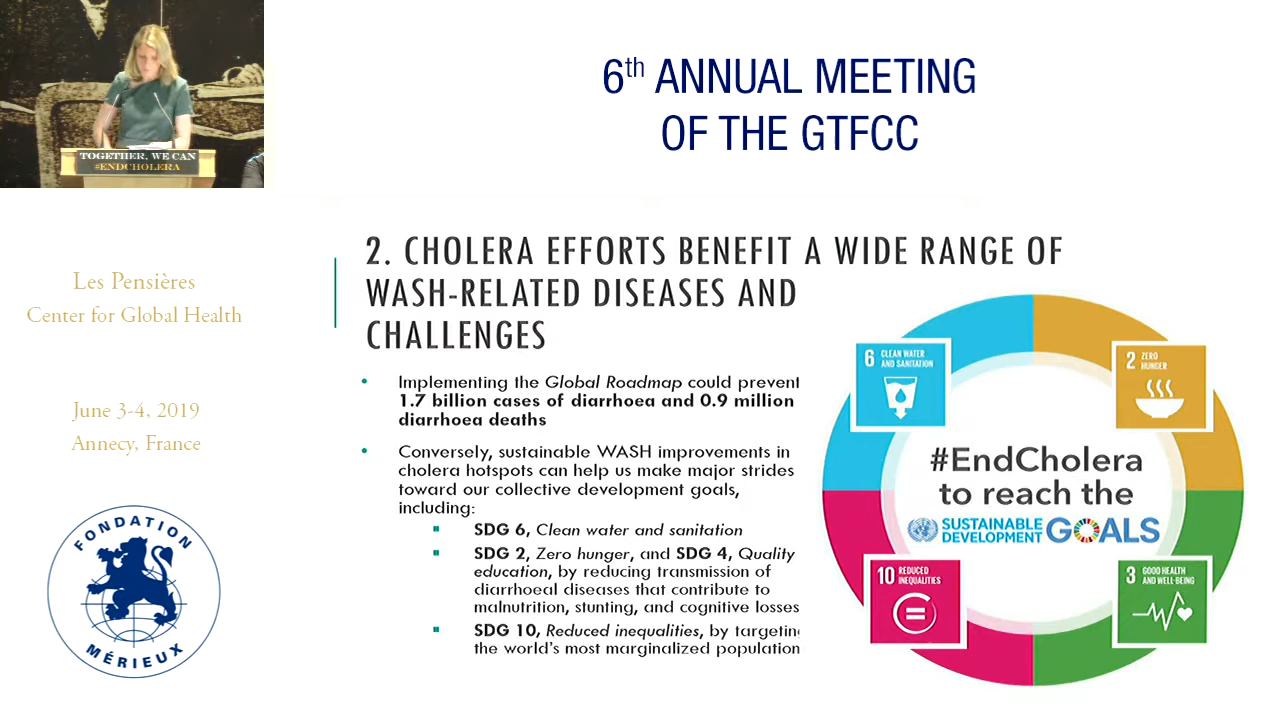 TOGETHER, WE CAN
#ENDCHOLERA
6th ANNUAL MEETING
OF THE GTFCC
Les Pensières
Center for Global Health
June 3-4, 2019
Annecy, France
FONDATION
MÉRIEUX
2. CHOLERA EFFORTS BENEFIT A WIDE RANGE OF
WASH-RELATED DISEASES AND
CHALLENGES
• Implementing the Global Roadmap could prevent
1.7 billion cases of diarrhoea and 0.9 million
diarrhoea deaths
• Conversely, sustainable WASH improvements in
cholera hotspots can help us make major strides
toward our collective development goals,
including:
▪ SDG 6, Clean water and sanitation
▪ SDG 2, Zero hunger, and SDG 4, Quality
education, by reducing transmission of
diarrhoeal diseases that contribute to
malnutrition, stunting, and cognitive losses
▪ SDG 10, Reduced inequalities, by targeting
the world's most marginalized population
6 CLEAN WATER
AND SANITATION
2 ZERO
HUNGER
#EndCholera
to reach the
SUSTAINABLE
DEVELOPMENT
GOALS
10 REDUCED
INEQUALITIES
3 GOOD HEALTH
AND WELL-BEING